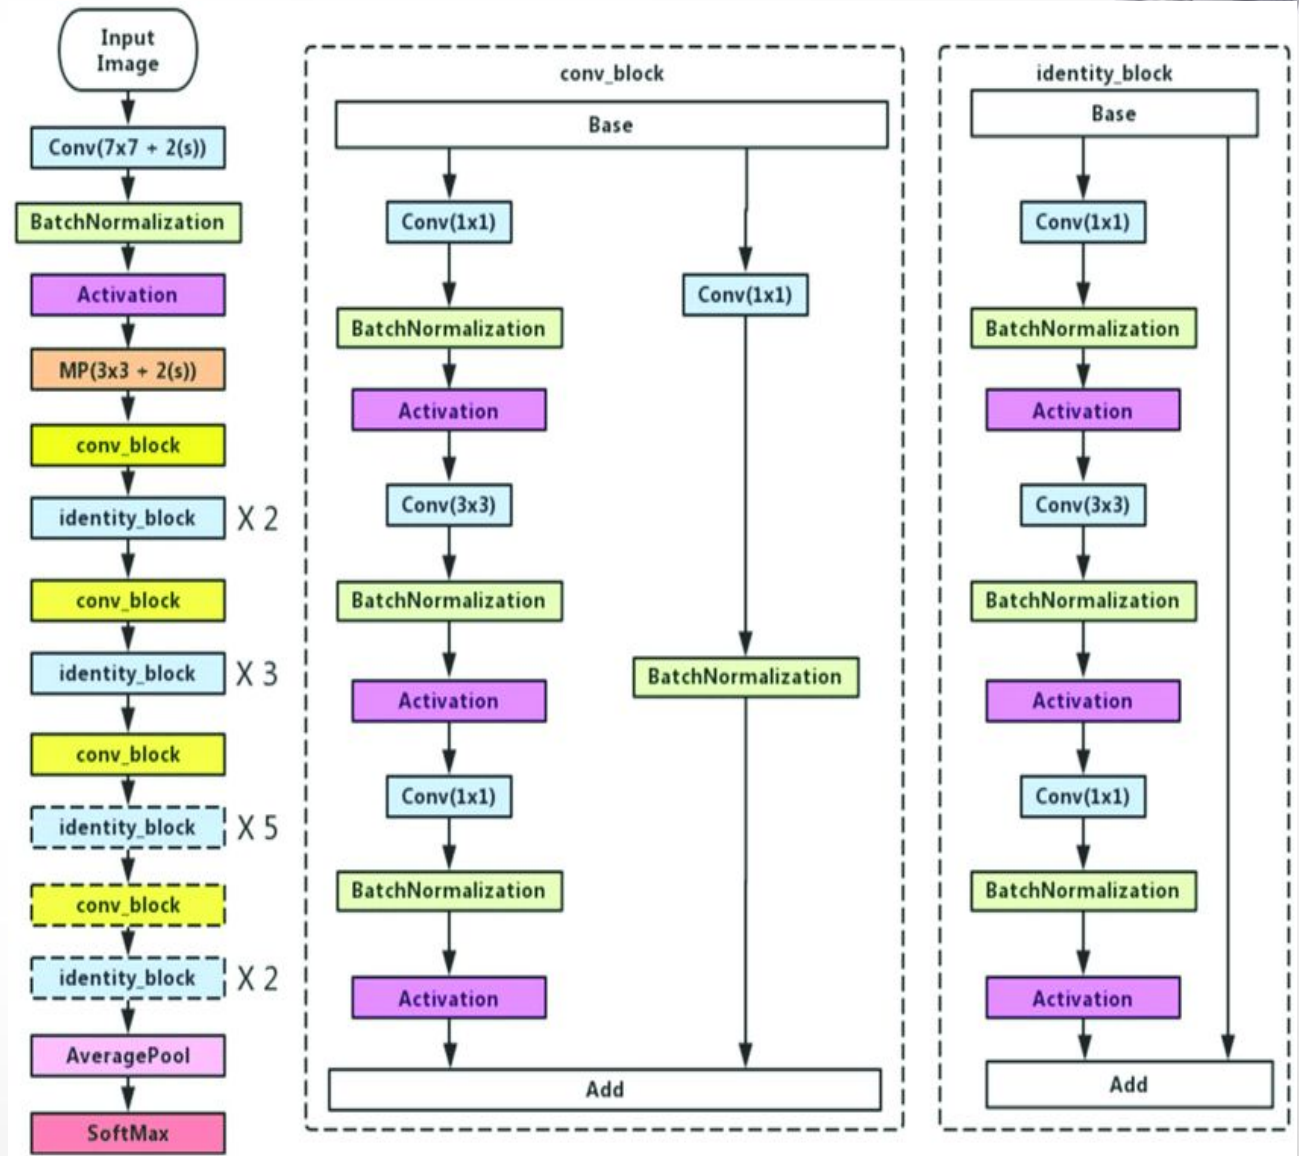 Input
Image
Conv(7x7 + 2(s))
BatchNormalization
Activation
MP(3x3 + 2(s))
conv_block
identity_block X 2
conv_block
identity_block X 3
conv_block
identity_block X 5
conv_block
identity_block X 2
AveragePool
SoftMax
conv_block
Base
Conv(1x1)
BatchNormalization
Activation
Conv(3x3)
BatchNormalization
Activation
Conv(1x1)
BatchNormalization
Activation
Conv(1x1)
BatchNormalization
Add
identity_block
Base
Conv(1x1)
BatchNormalization
Activation
Conv(3x3)
BatchNormalization
Activation
Conv(1x1)
BatchNormalization
Activation
Add